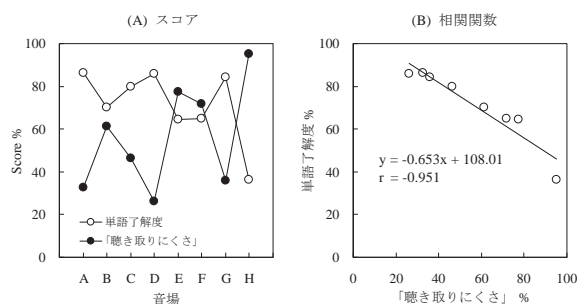 (A) スコア
100
80
60
40
20
0
Score %
単語了解度
「聴き取りにくさ」
A B C D E F G H
音場
(B) 相関関数
100
80
60
40
20
0
単語了解度 %
y = -0.653x + 108.01
r = -0.951
0 20 40 60 80 100
「聴き取りにくさ」 %